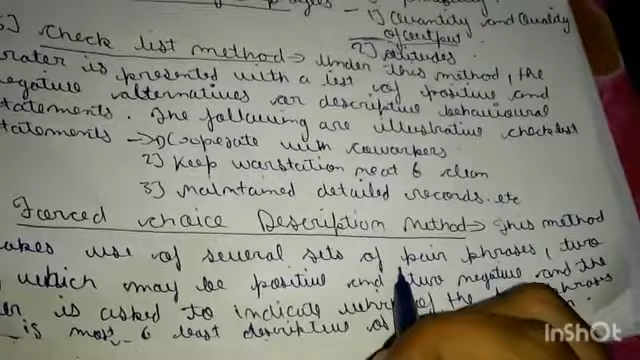 1) Quantity and Quality
of output
2) Attitudes
5) Check list method → Under this method, the
rater is presented with a list of positive and
negative alternatives or descriptive behavioural
statements. The following are illustrative checklist
statements → 1) Cooperate with coworkers
2) Keep workstation neat & clean
3) Maintained detailed records. etc
Forced choice Description Method → This method
makes use of several sets of pair phrases, two
which may be positive and two negative and the
is asked to indicate of the
is most & least descriptive of
InShOt